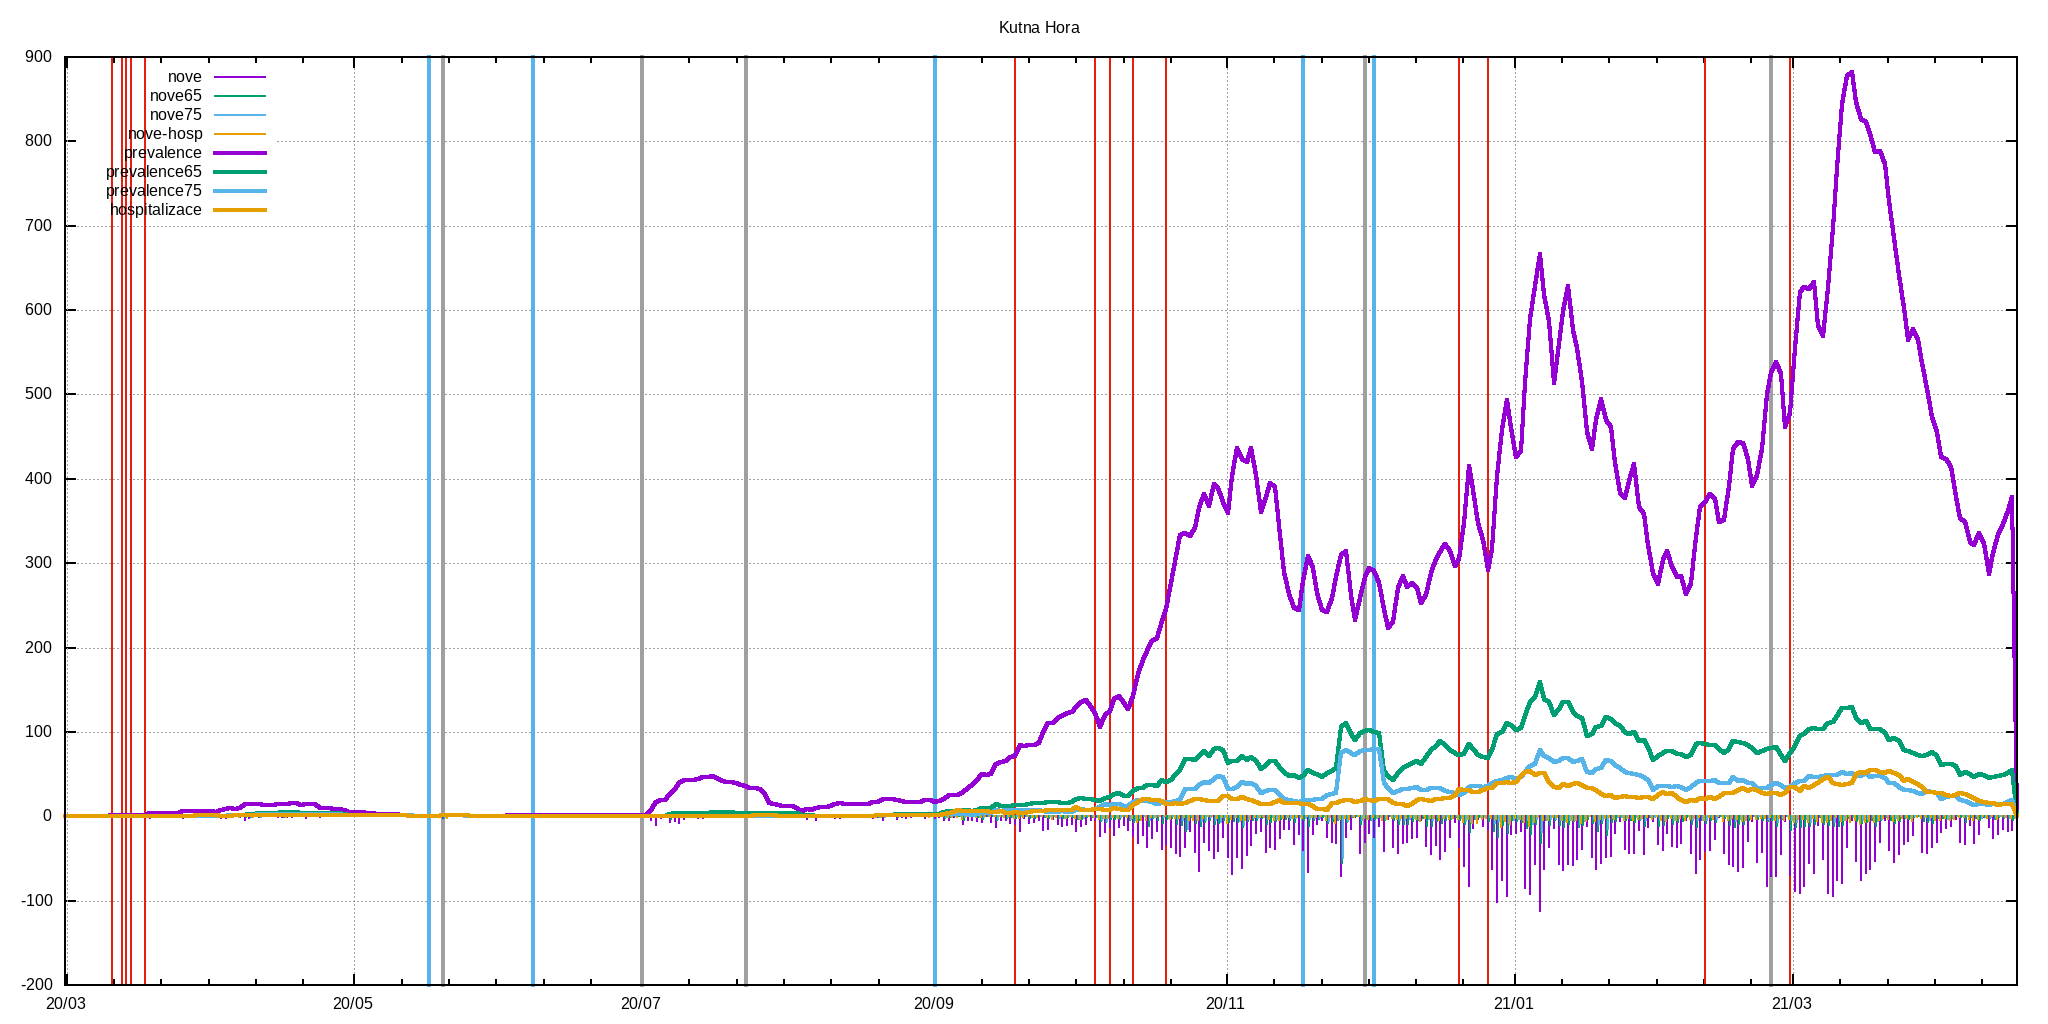 Kutna Hora
900
800
700
600
500
400
300
200
100
0
-100
-200
nove
nove65
nove75
nove-hosp
prevalence
prevalence65
prevalence75
hospitalizace
20/03 20/05 20/07 20/09 20/11 21/01 21/03